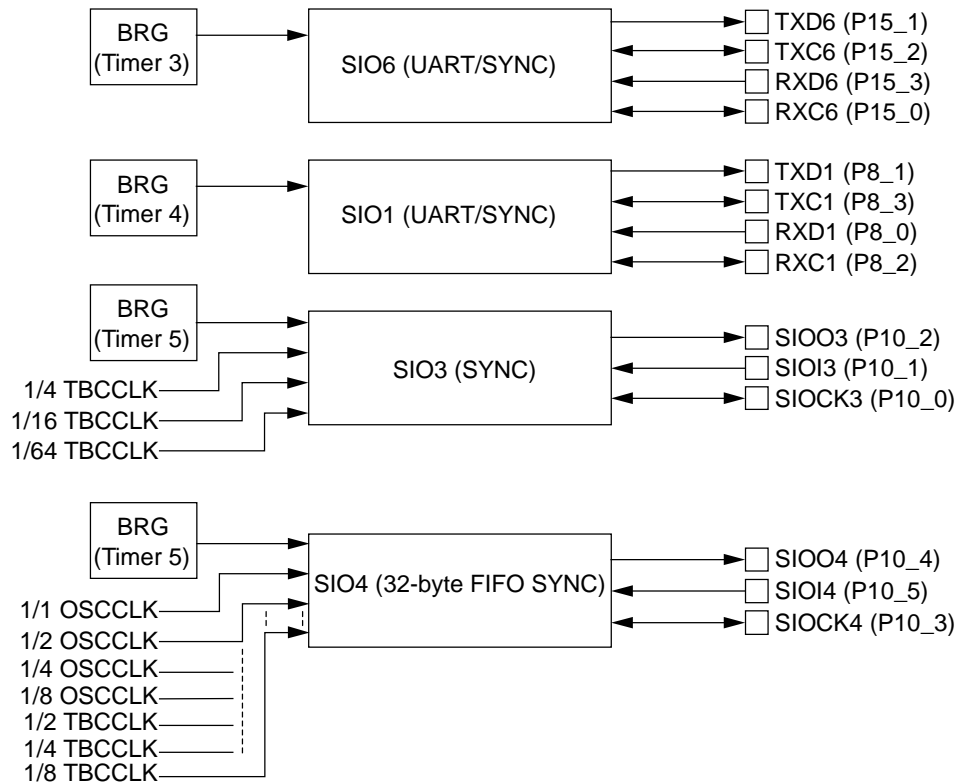 BRG
(Timer 3)
SIO6 (UART/SYNC)
TXD6 (P15_1)
TXC6 (P15_2)
RXD6 (P15_3)
RXC6 (P15_0)
BRG
(Timer 4)
SIO1 (UART/SYNC)
TXD1 (P8_1)
TXC1 (P8_3)
RXD1 (P8_0)
RXC1 (P8_2)
BRG
(Timer 5)
1/4 TBCCLK
1/16 TBCCLK
1/64 TBCCLK
SIO3 (SYNC)
SIOO3 (P10_2)
SIOI3 (P10_1)
SIOCK3 (P10_0)
BRG
(Timer 5)
1/1 OSCCLK
1/2 OSCCLK
1/4 OSCCLK
1/8 OSCCLK
1/2 TBCCLK
1/4 TBCCLK
1/8 TBCCLK
SIO4 (32-byte FIFO SYNC)
SIOO4 (P10_4)
SIOI4 (P10_5)
SIOCK4 (P10_3)